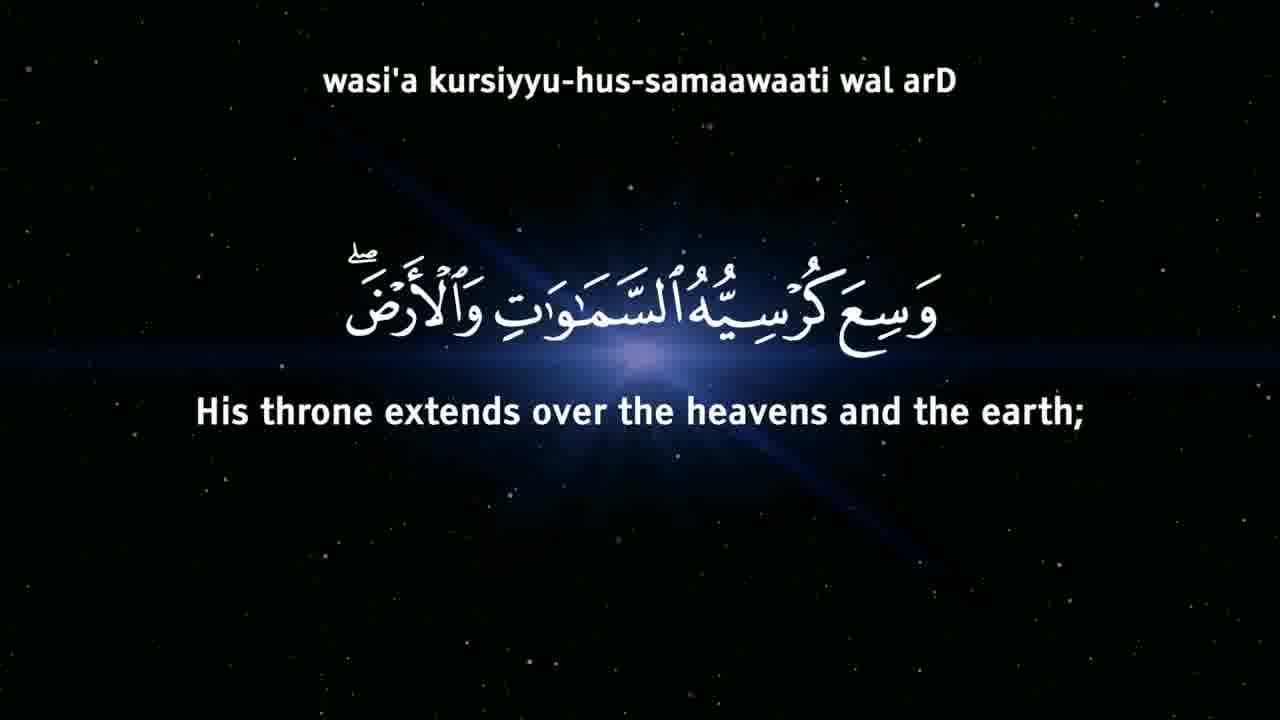 wasi'a kursiyyu-hus-samaawaati wal arD
وَسِعَ كُرْسِيُّهُ ٱلسَّمَٰوَٰتِ وَٱلْأَرْضَ ۖ
His throne extends over the heavens and the earth;